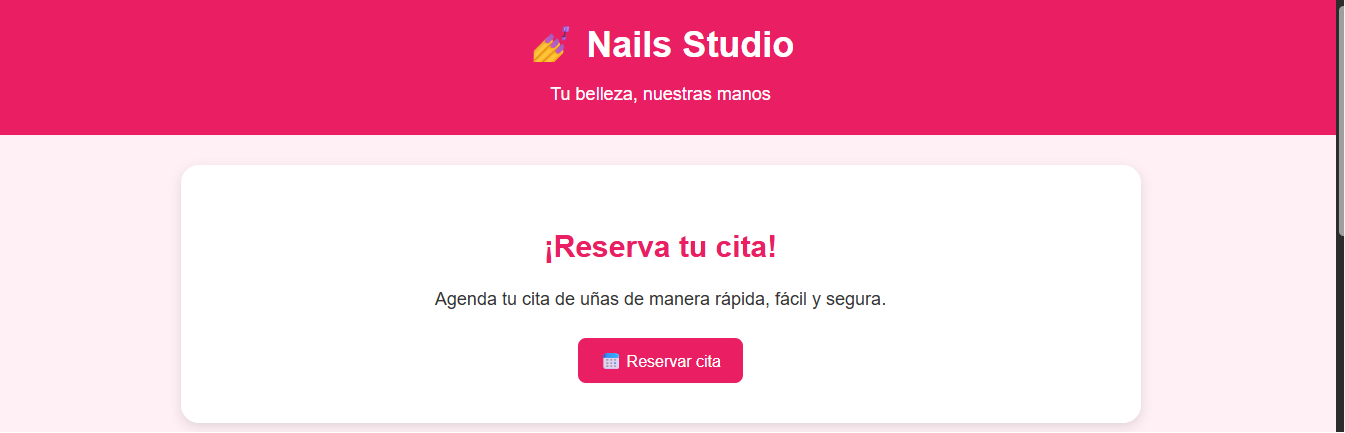 💅 Nails Studio
Tu belleza, nuestras manos
¡Reserva tu cita!
Agenda tu cita de uñas de manera rápida, fácil y segura.
📅 Reservar cita